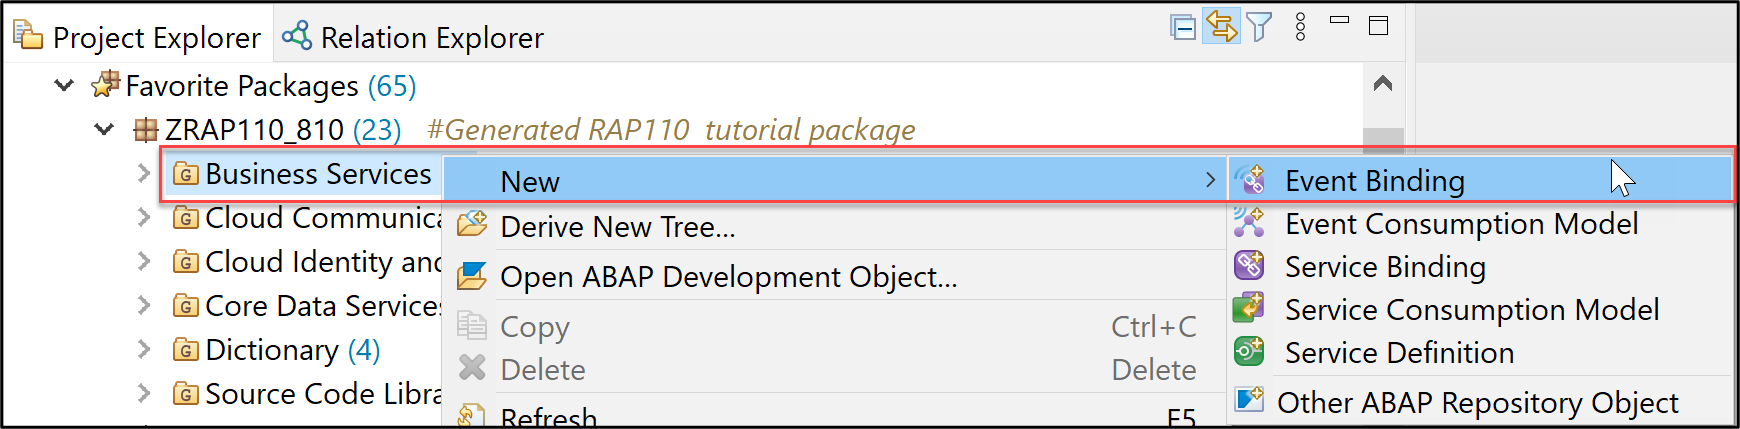 Project Explorer Relation Explorer
Favorite Packages (65)
ZRAP110_810 (23) #Generated RAP110 tutorial package
Business Services New Event Binding
Cloud Communica Derive New Tree... Event Consumption Model
Cloud Identity and Open ABAP Development Object... Service Binding
Core Data Services Copy Ctrl+C Service Consumption Model
Dictionary (4) Delete Delete Service Definition
Source Code Libra Refresh F5 Other ABAP Repository Object